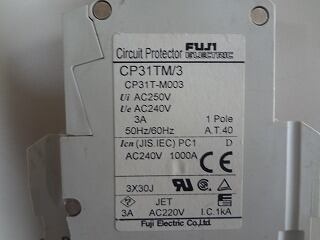 Circuit Protector FUJI ELECTRIC
CP31TM/3
CP31T-M003
Ui AC250V
Ue AC240V
3A 1 Pole
50Hz/60Hz A.T.40
Icn (JIS.IEC) PC1 D
AC240V 1000A CE
3X30J
JET
3A AC220V I.C.1kA
Fuji Electric Co.,Ltd.